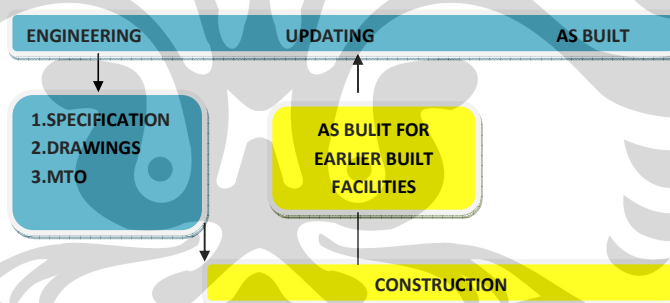 ENGINEERING UPDATING AS BUILT
1.SPECIFICATION
2.DRAWINGS
3.MTO
AS BULIT FOR
EARLIER BUILT
FACILITIES
CONSTRUCTION